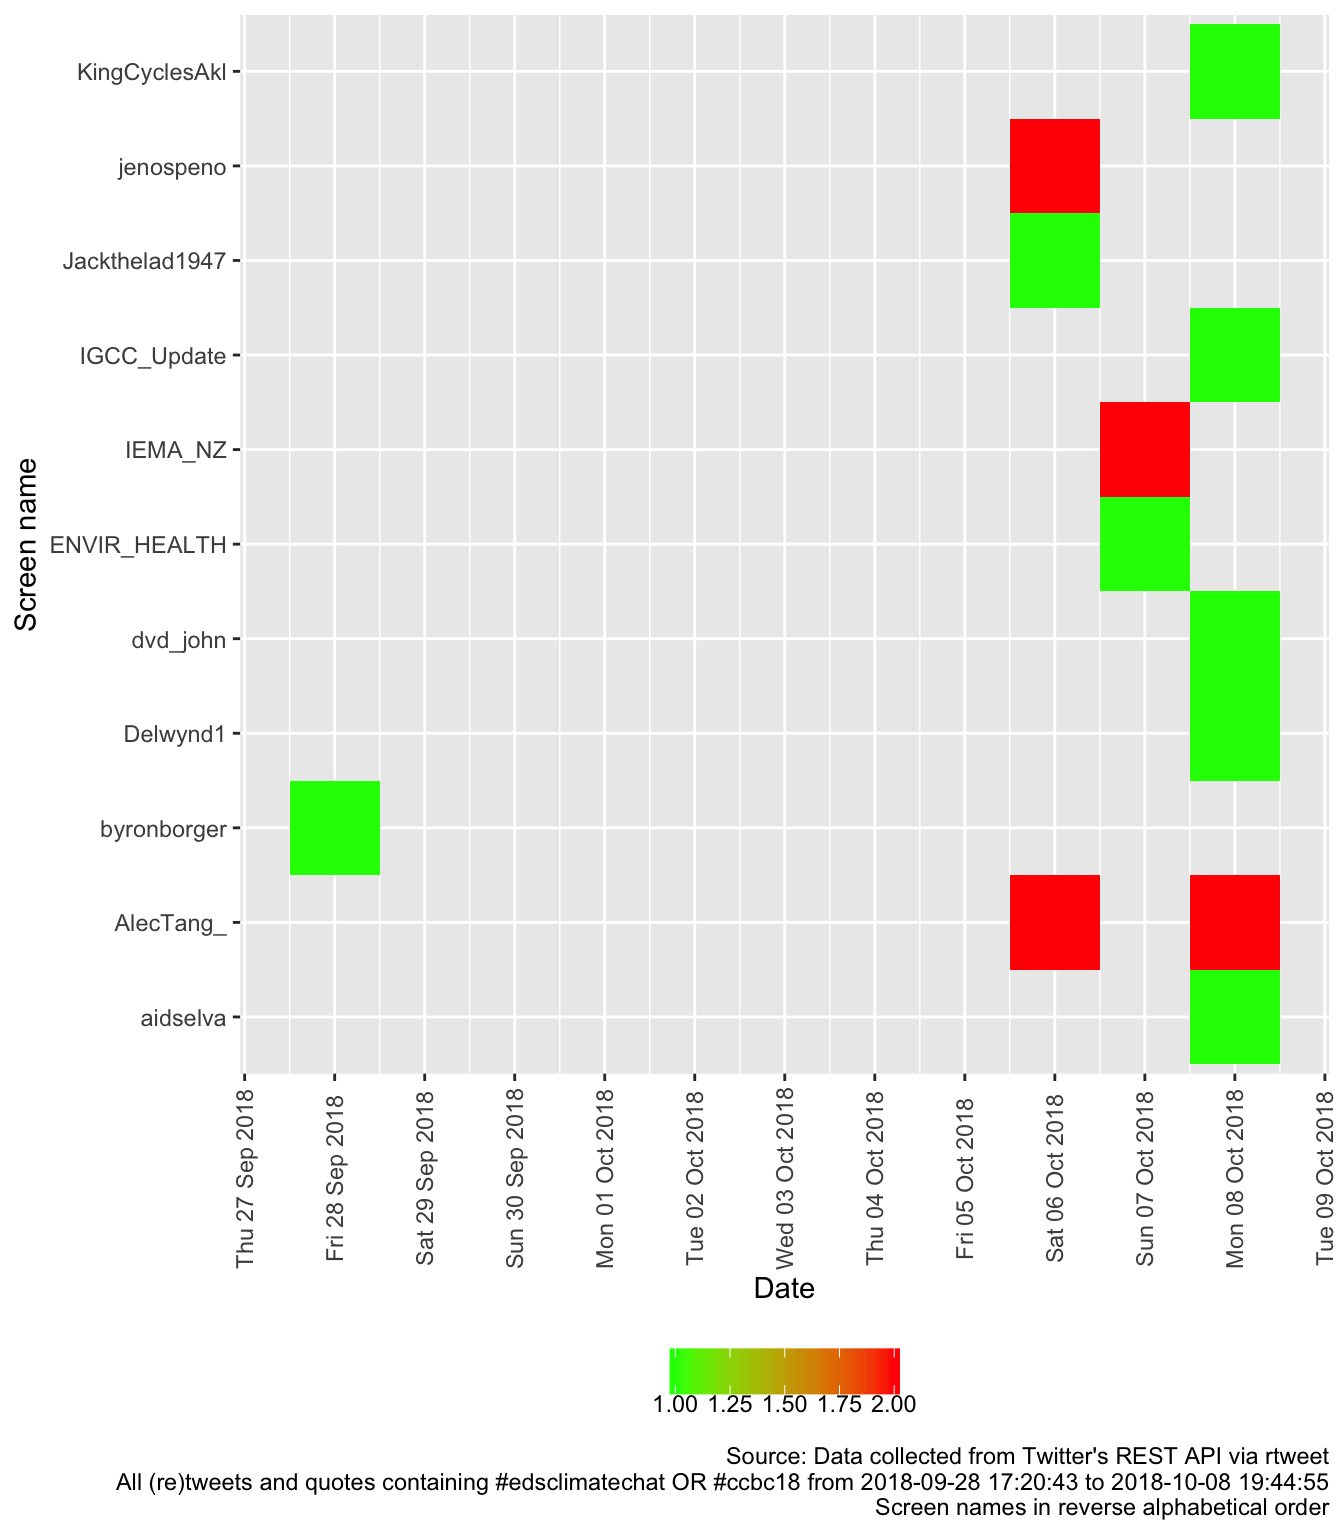 KingCyclesAkl
jenospeno
Jackthelad1947
IGCC_Update
IEMA_NZ
ENVIR_HEALTH
dvd_john
Delwynd1
byronborger
AlecTang_
aidselva
Screen name
Thu 27 Sep 2018
Fri 28 Sep 2018
Sat 29 Sep 2018
Sun 30 Sep 2018
Mon 01 Oct 2018
Tue 02 Oct 2018
Wed 03 Oct 2018
Thu 04 Oct 2018
Fri 05 Oct 2018
Sat 06 Oct 2018
Sun 07 Oct 2018
Mon 08 Oct 2018
Tue 09 Oct 2018
Date
1.00 1.25 1.50 1.75 2.00
Source: Data collected from Twitter's REST API via rtweet
All (re)tweets and quotes containing #edsclimatechat OR #ccbc18 from 2018-09-28 17:20:43 to 2018-10-08 19:44:55
Screen names in reverse alphabetical order